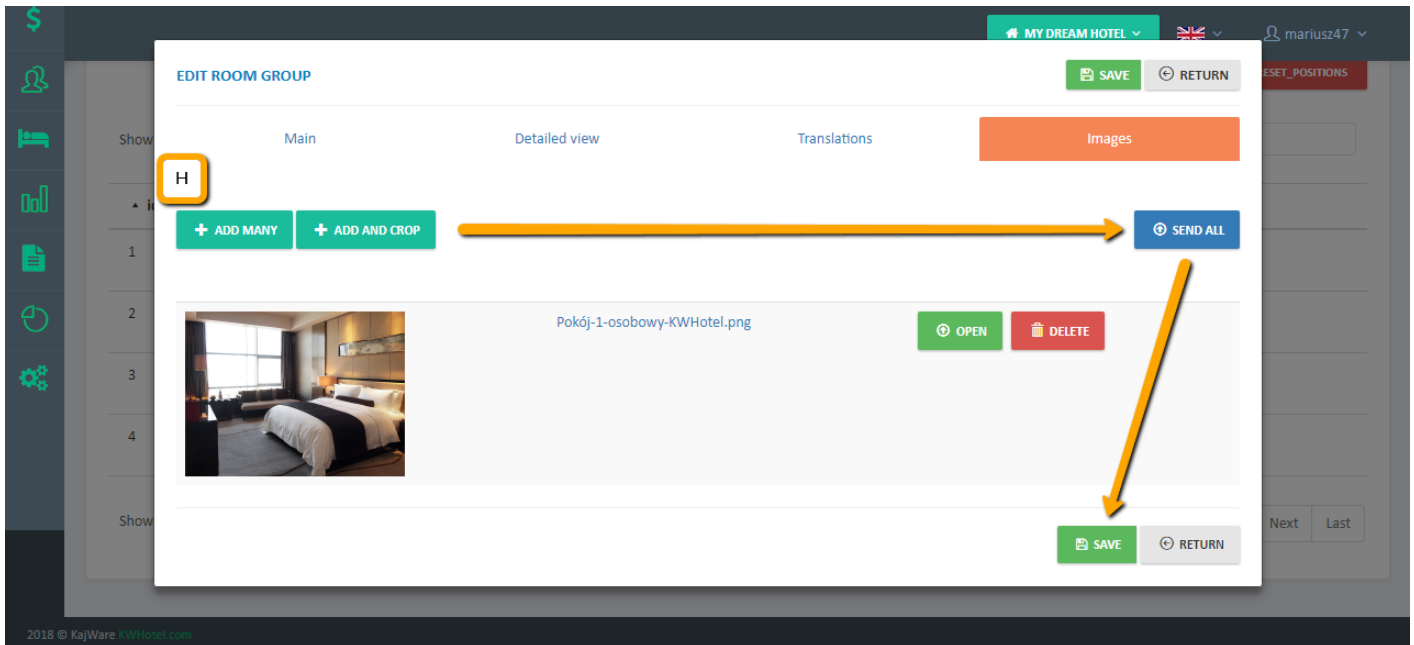 MY DREAM HOTEL
mariusz47
EDIT ROOM GROUP
SAVE
RETURN
ESET_POSITIONS
Show
Main
Detailed view
Translations
Images
H
ADD MANY
ADD AND CROP
SEND ALL
1
2
Pokój-1-osobowy-KWHotel.png
OPEN
DELETE
3
4
Show
SAVE
RETURN
Next
Last
2018 © KajWare KWHotel.com